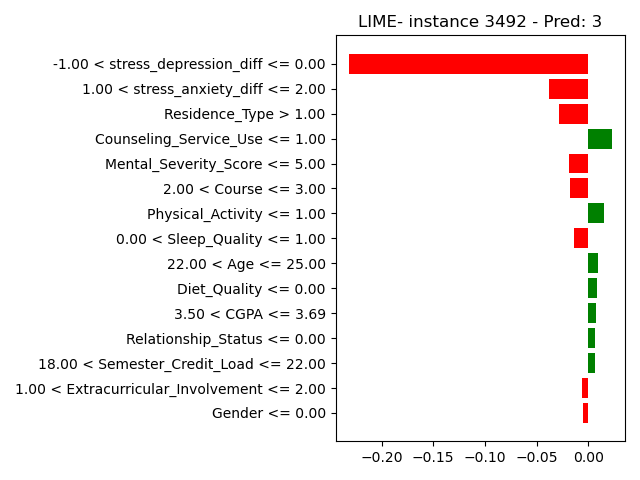 LIME- instance 3492 - Pred: 3
-1.00 < stress_depression_diff <= 0.00
1.00 < stress_anxiety_diff <= 2.00
Residence_Type > 1.00
Counseling_Service_Use <= 1.00
Mental_Severity_Score <= 5.00
2.00 < Course <= 3.00
Physical_Activity <= 1.00
0.00 < Sleep_Quality <= 1.00
22.00 < Age <= 25.00
Diet_Quality <= 0.00
3.50 < CGPA <= 3.69
Relationship_Status <= 0.00
18.00 < Semester_Credit_Load <= 22.00
1.00 < Extracurricular_Involvement <= 2.00
Gender <= 0.00
−0.20 −0.15 −0.10 −0.05 0.00